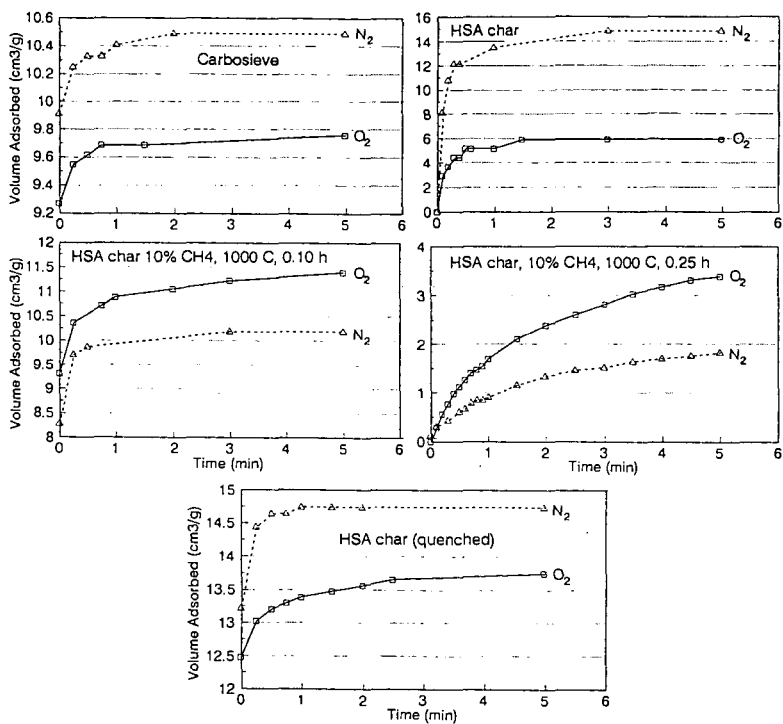 Volume Adsorbed (cm3/g)
10.6
10.4
10.2
10
9.8
9.6
9.4
9.2
0 1 2 3 4 5 6
Carbosieve
N2
O2
16
14
12
10
8
6
4
2
0
0 1 2 3 4 5 6
HSA char
N2
O2
Volume Adsorbed (cm3/g)
12
11.5
11
10.5
10
9.5
9
8.5
8
0 1 2 3 4 5 6
Time (min)
HSA char 10% CH4, 1000 C, 0.10 h
O2
N2
4
3
2
1
0
0 1 2 3 4 5 6
Time (min)
HSA char, 10% CH4, 1000 C, 0.25 h
O2
N2
Volume Adsorbed (cm3/g)
15
14.5
14
13.5
13
12.5
12
0 1 2 3 4 5 6
Time (min)
HSA char (quenched)
N2
O2